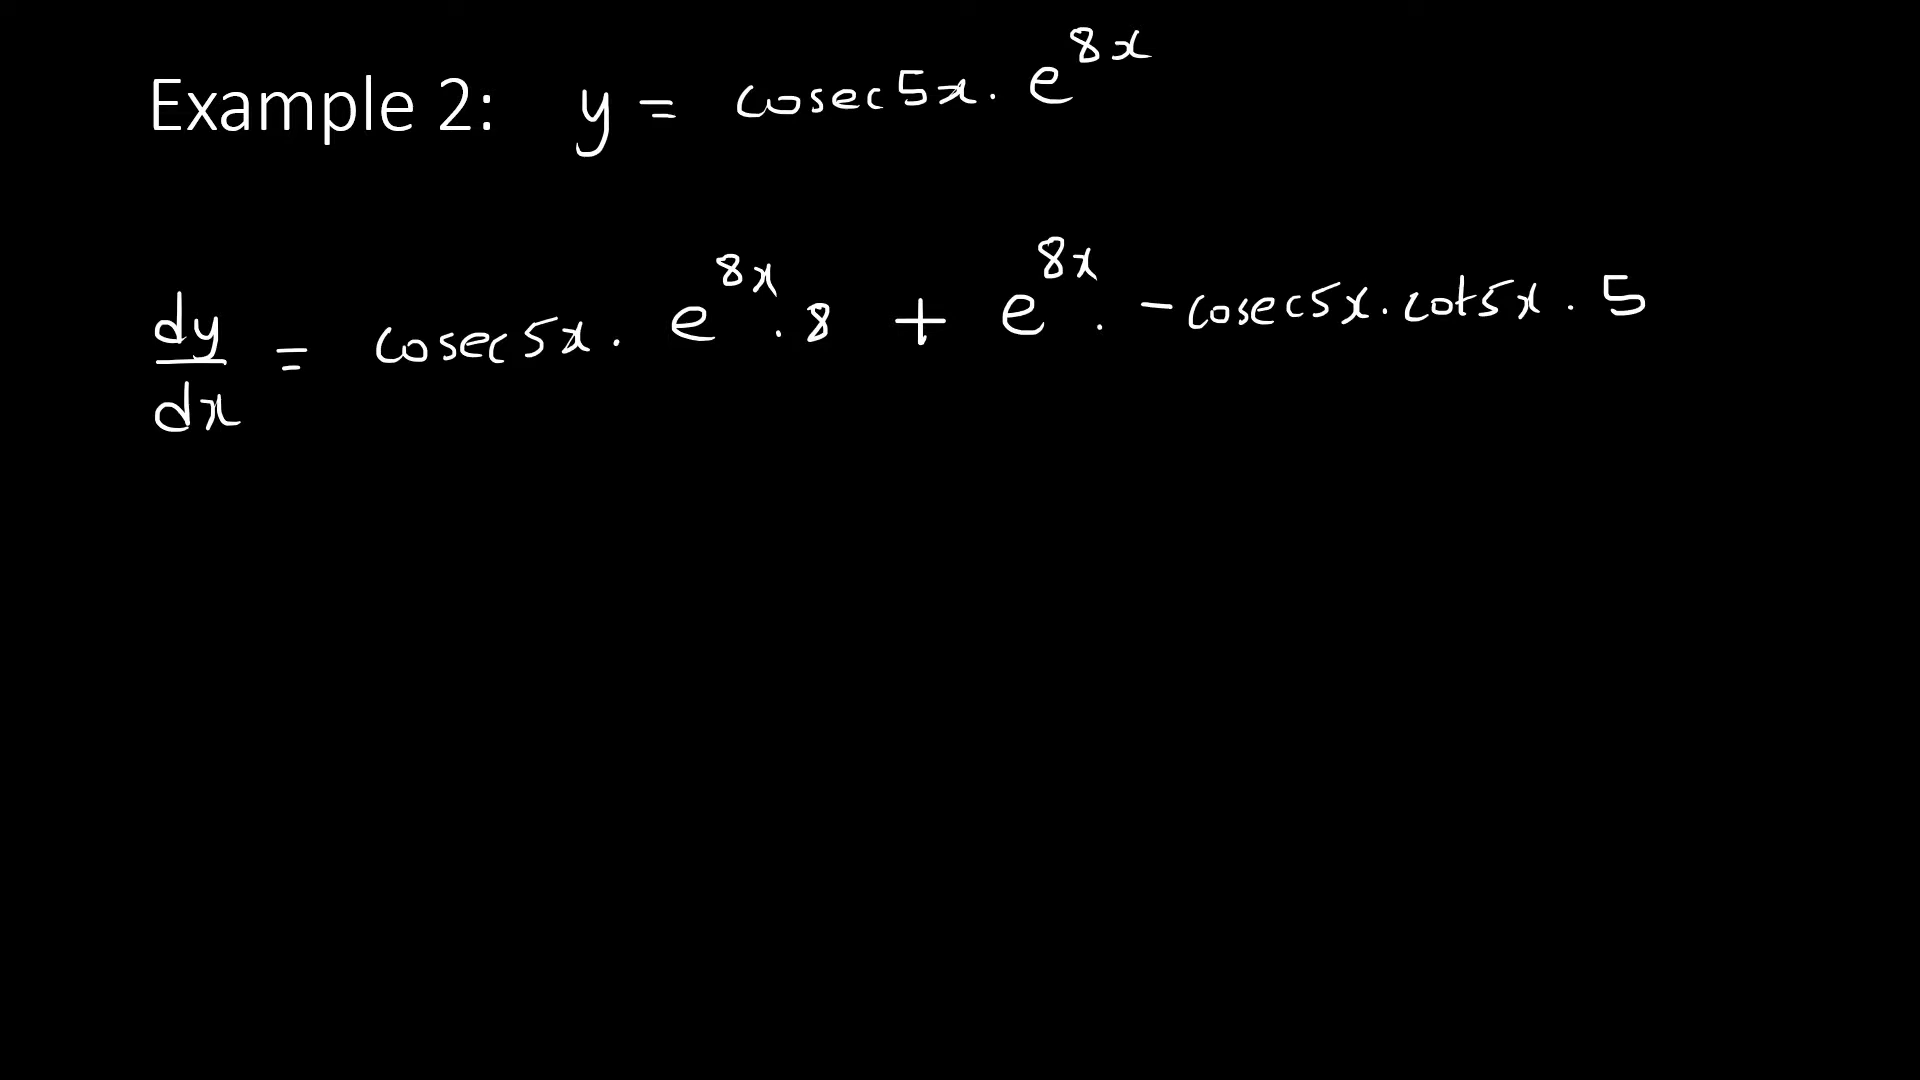 Example 2: y = cosec5x . e^{8x}
dy/dx = cosec5x . e^{8x} . 8 + e^{8x} . -cosec5x . cot5x . 5